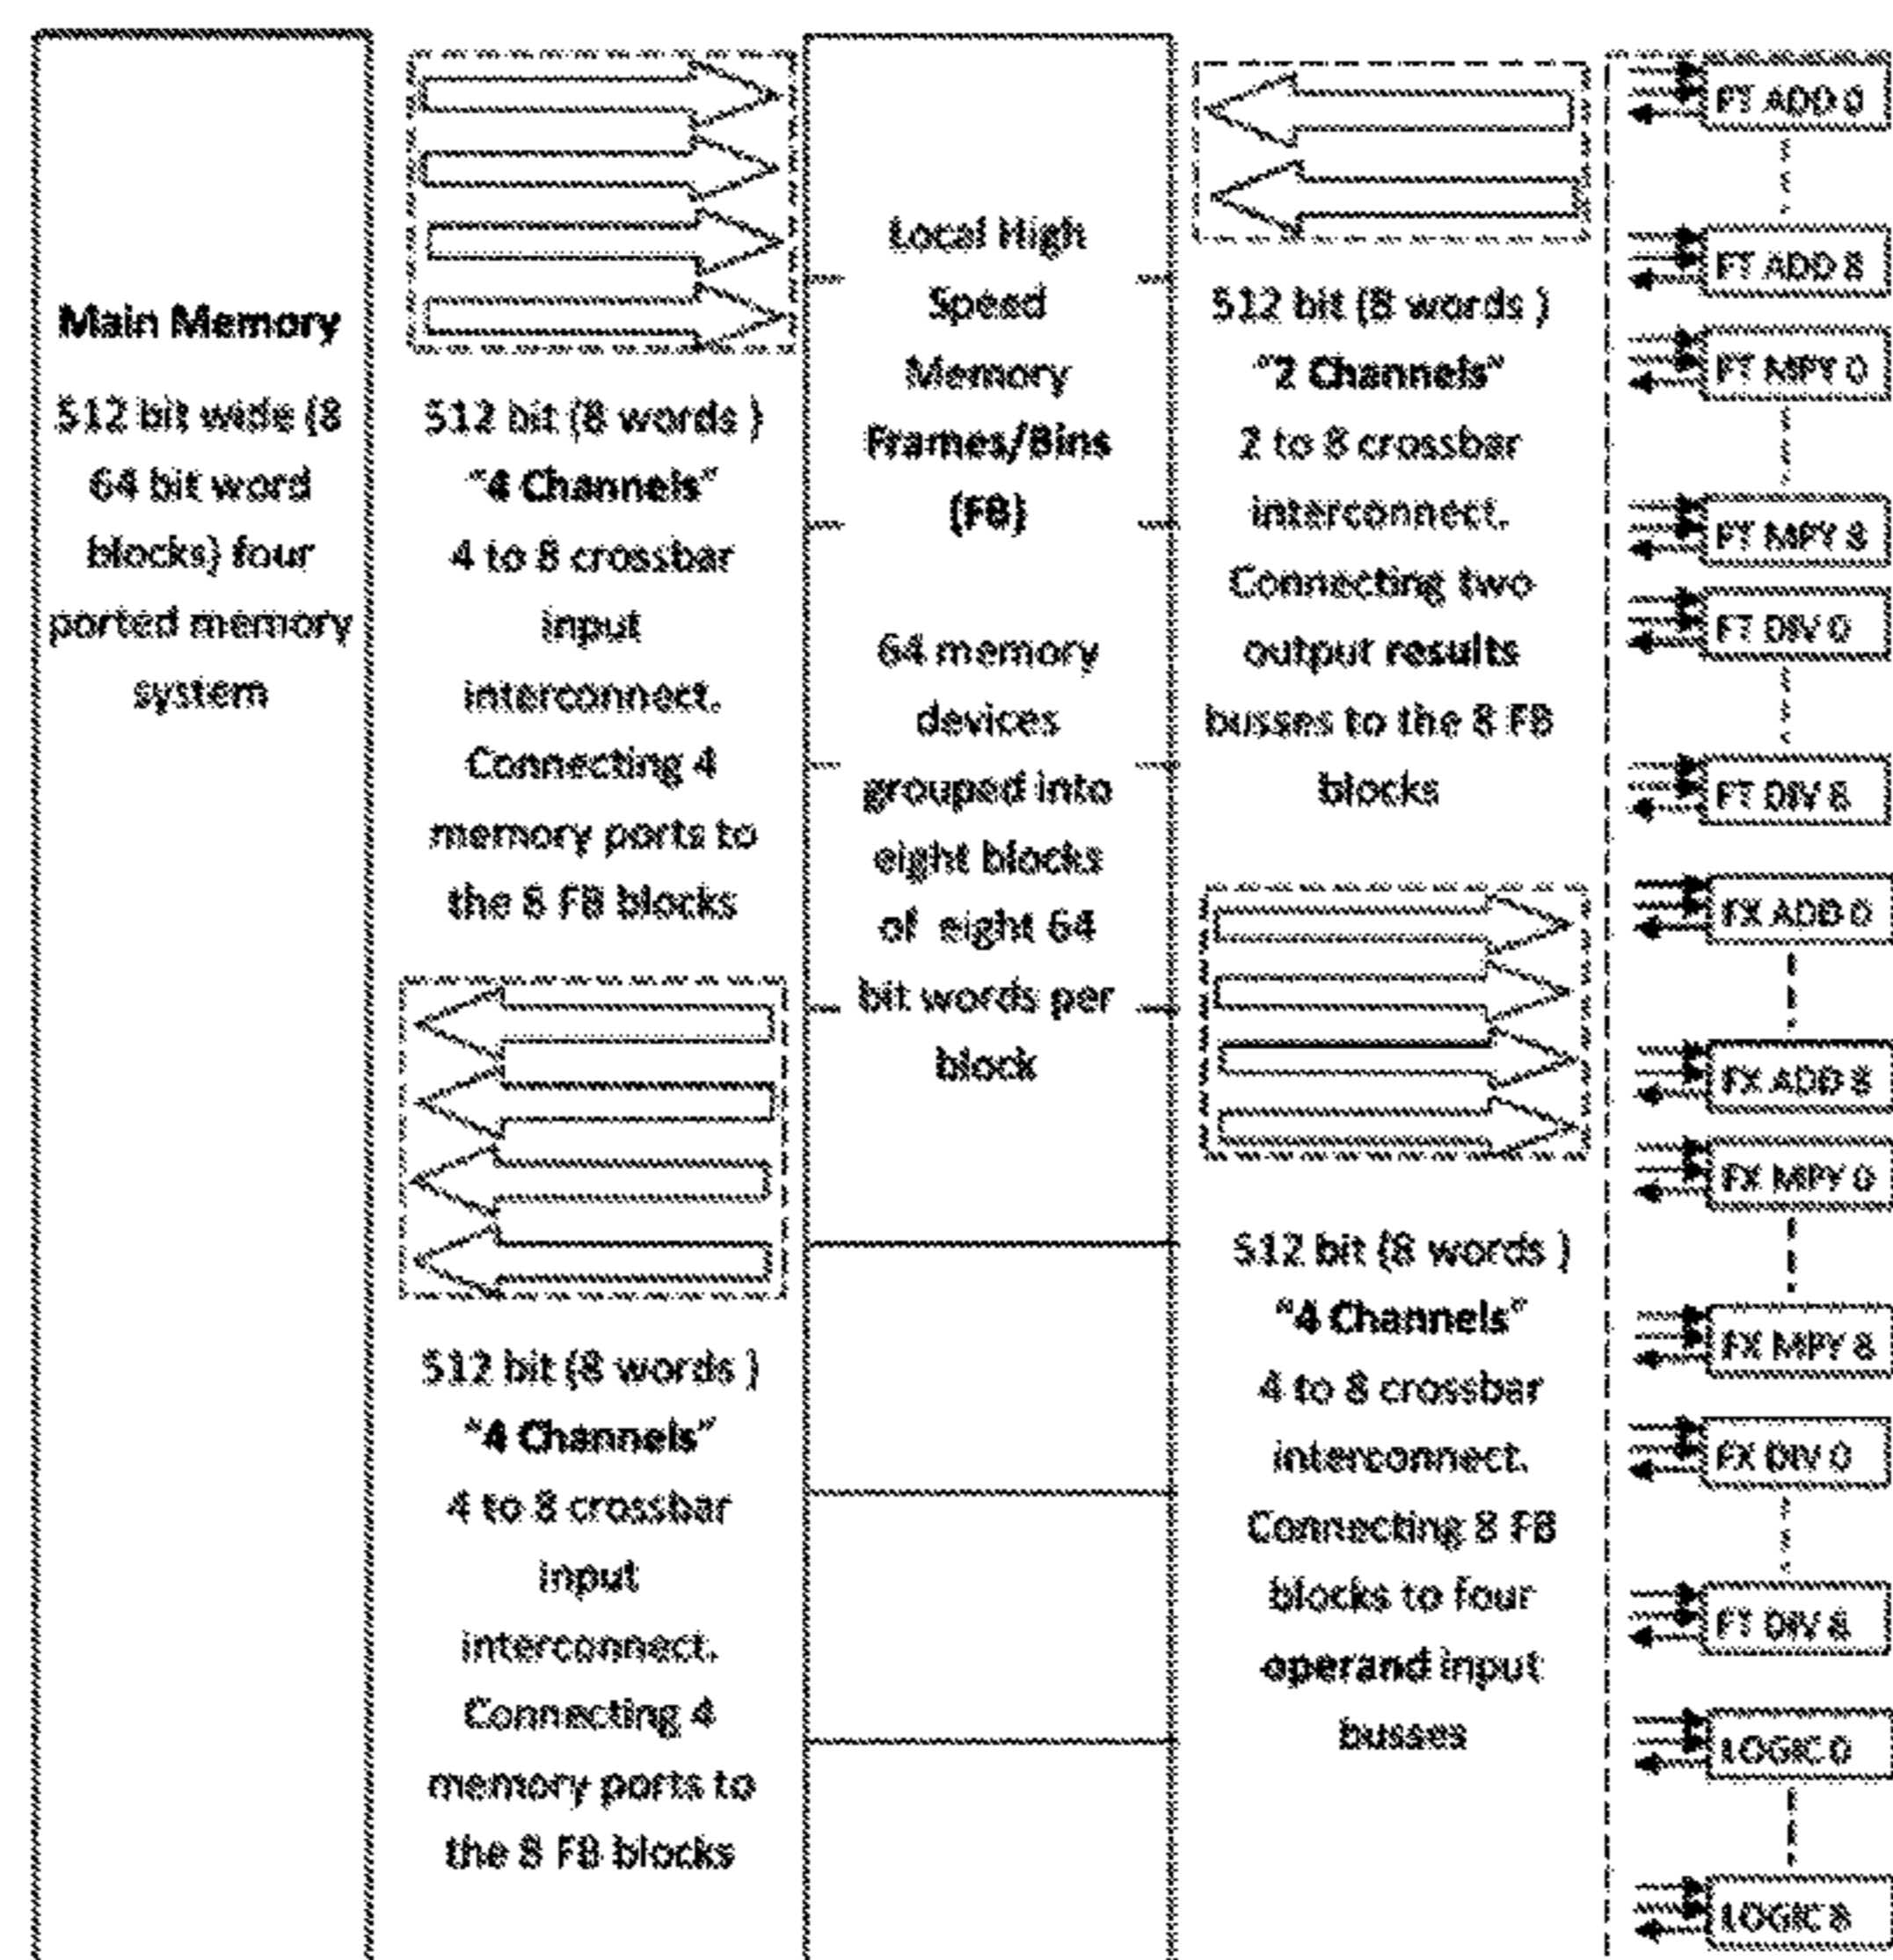 Main Memory
512 bit wide (8
64 bit word
blocks) four
ported memory
system
512 bit (8 words )
"4 Channels"
4 to 8 crossbar
input
interconnect.
Connecting 4
memory ports to
the 8 FB blocks
512 bit (8 words )
"4 Channels"
4 to 8 crossbar
input
interconnect.
Connecting 4
memory ports to
the 8 FB blocks
Local High
Speed
Memory
Frames/Bins
(FB)
64 memory
devices
grouped into
eight blocks
of eight 64
bit words per
block
512 bit (8 words )
"2 Channels"
2 to 8 crossbar
interconnect.
Connecting two
output results
busses to the 8 FB
blocks
512 bit (8 words )
"4 Channels"
4 to 8 crossbar
interconnect.
Connecting 8 FB
blocks to four
operand input
busses
FT ADD 0
FT ADD 8
FT MPY 0
FT MPY 8
FT DIV 0
FT DIV 8
FX ADD 0
FX ADD 8
FX MPY 0
FX MPY 8
FX DIV 0
FT DIV 8
LOGIC 0
LOGIC 8